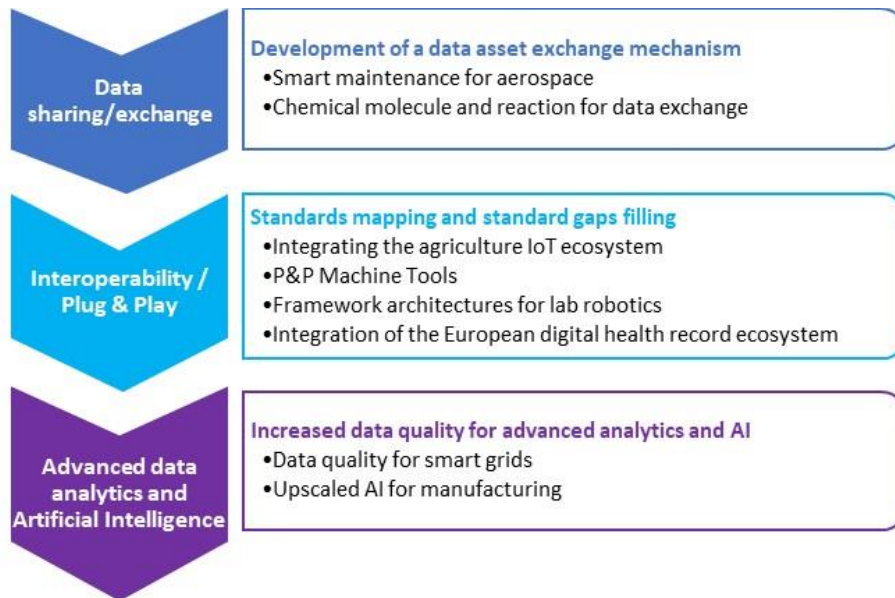 Data
sharing/exchange
Development of a data asset exchange mechanism
•Smart maintenance for aerospace
•Chemical molecule and reaction for data exchange
Interoperability /
Plug & Play
Standards mapping and standard gaps filling
•Integrating the agriculture IoT ecosystem
•P&P Machine Tools
•Framework architectures for lab robotics
•Integration of the European digital health record ecosystem
Advanced data
analytics and
Artificial Intelligence
Increased data quality for advanced analytics and AI
•Data quality for smart grids
•Upscaled AI for manufacturing